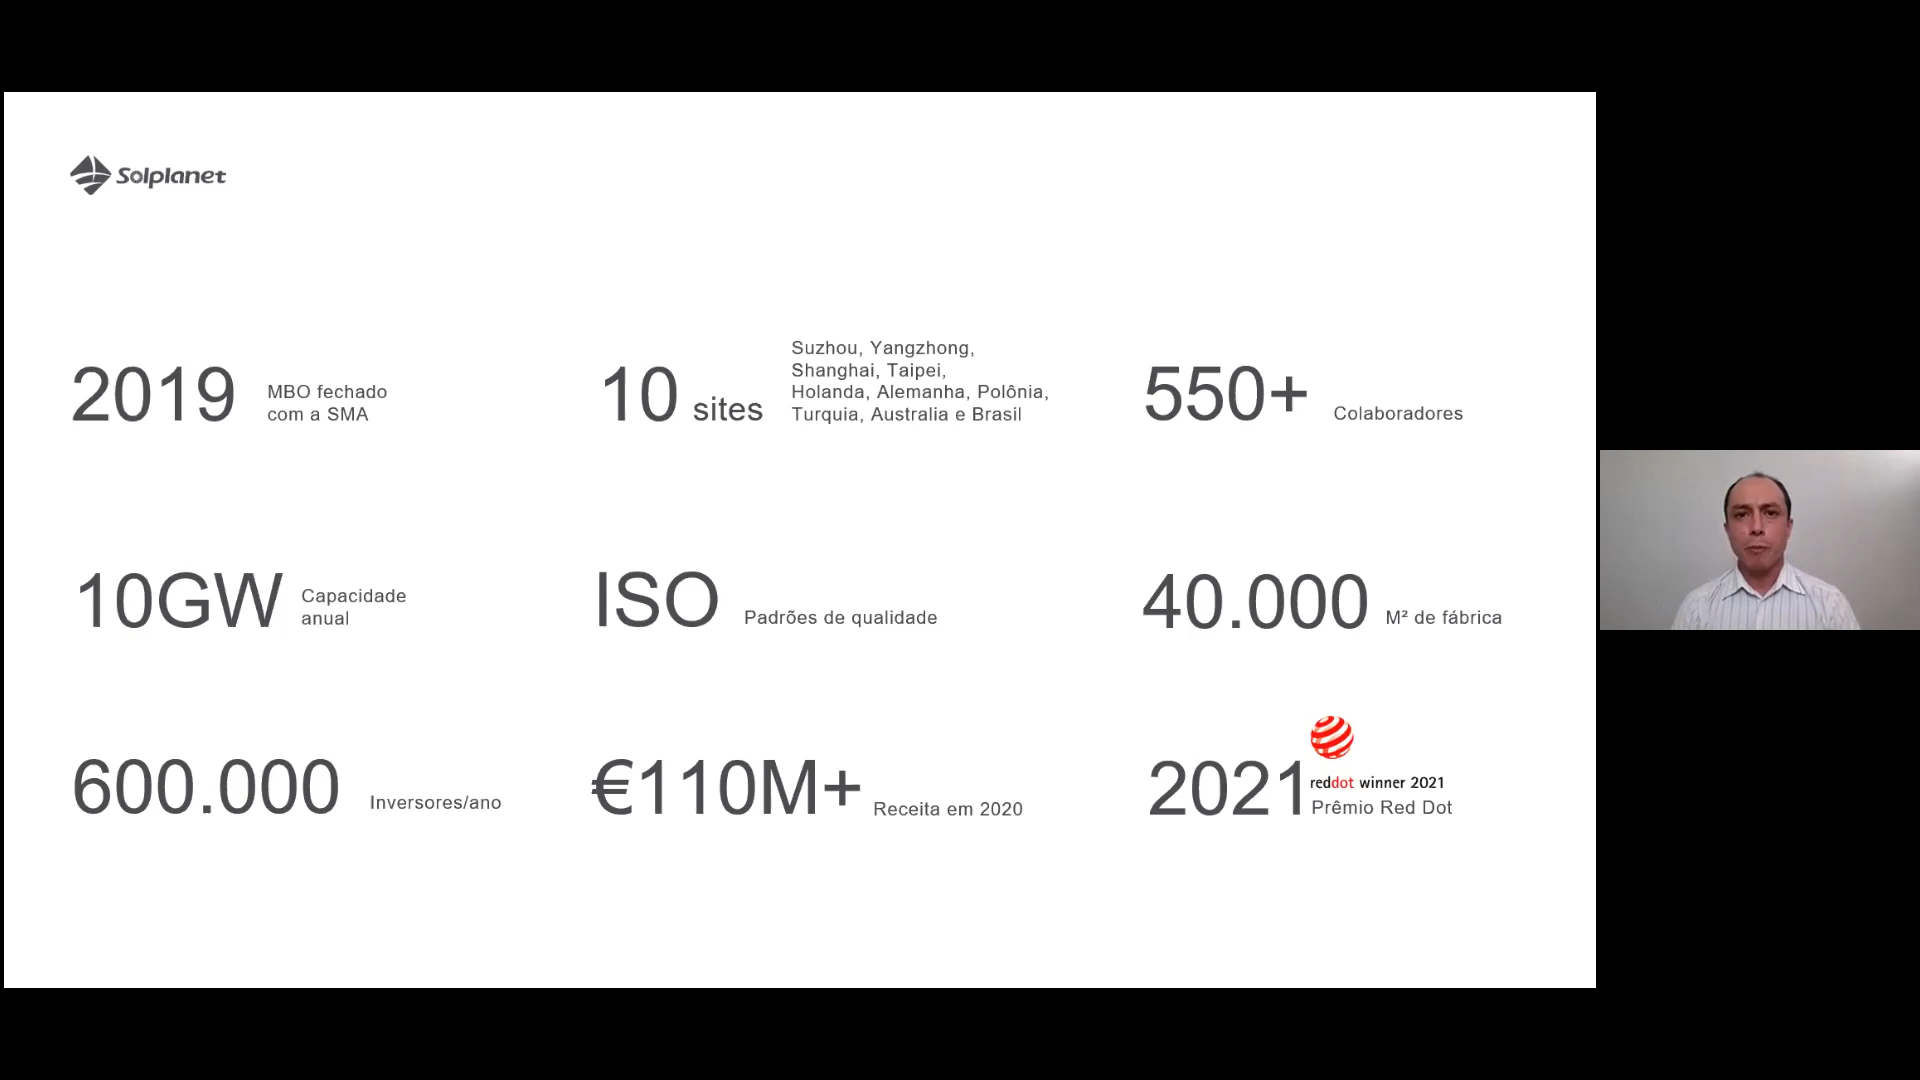 Solplanet
2019
MBO fechado
com a SMA
10 sites
Suzhou, Yangzhong,
Shanghai, Taipei,
Holanda, Alemanha, Polônia,
Turquia, Australia e Brasil
550+
Colaboradores
10GW
Capacidade
anual
ISO
Padrões de qualidade
40.000
M² de fábrica
600.000
Inversores/ano
€110M+
Receita em 2020
2021
reddot winner 2021
Prêmio Red Dot